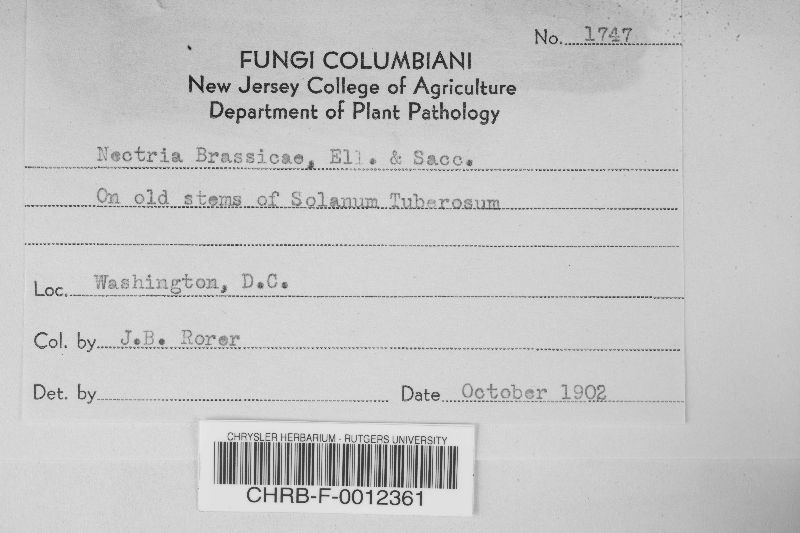 No. 1747
FUNGI COLUMBIANI
New Jersey College of Agriculture
Department of Plant Pathology
Nectria Brassicae, Ell. & Sacc.
On old stems of Solanum Tuberosum
Loc. Washington, D.C.
Col. by J.B. Rorer
Det. by Date October 1902
CHRYSLER HERBARIUM - RUTGERS UNIVERSITY
CHRB-F-0012361